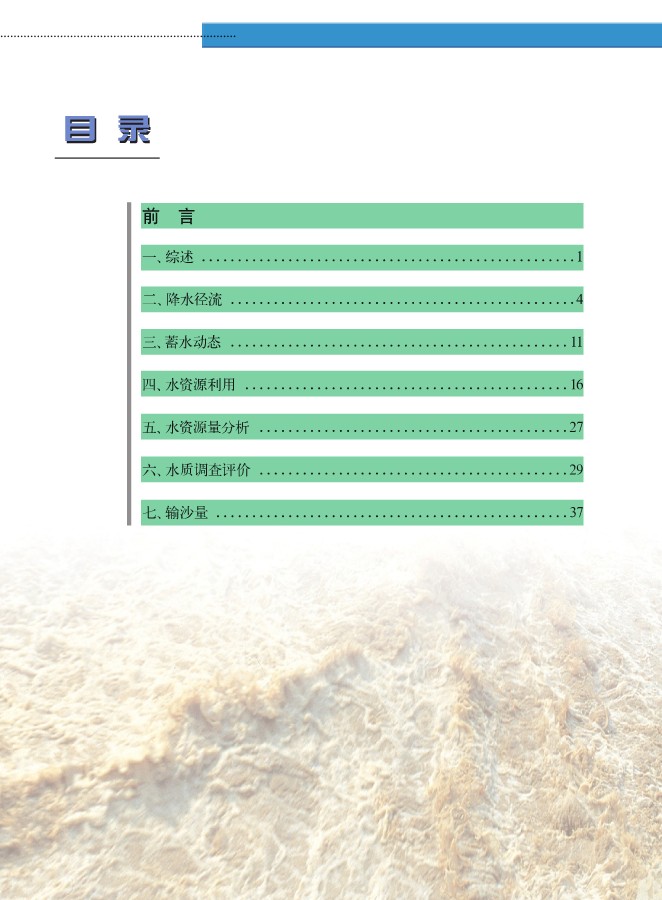 目 录
前 言
一、综述 ....................................................1
二、降水径流 ................................................4
三、蓄水动态 ...............................................11
四、水资源利用 .............................................16
五、水资源量分析 ...........................................27
六、水质调查评价 ...........................................29
七、输沙量 .................................................37